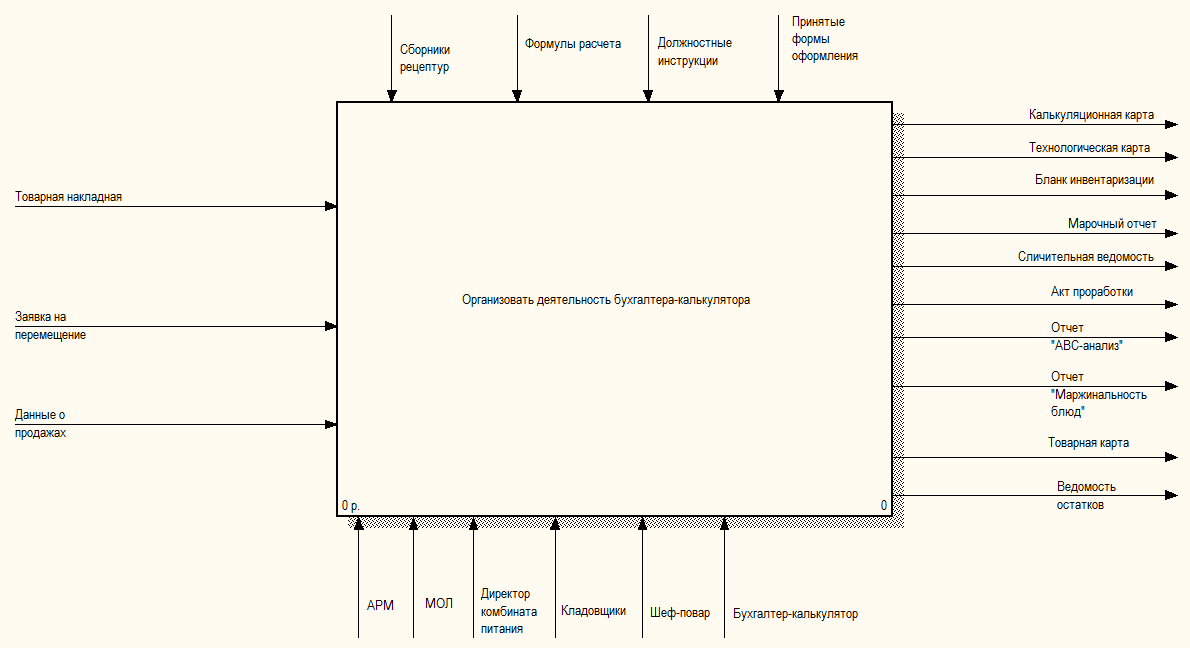 Сборники
рецептур
Формулы расчета
Должностные
инструкции
Принятые
формы
оформления
Товарная накладная
Заявка на
перемещение
Данные о
продажах
Организовать деятельность бухгалтера-калькулятора
0 р.
0
Калькуляционная карта
Технологическая карта
Бланк инвентаризации
Марочный отчет
Сличительная ведомость
Акт проработки
Отчет
"ABC-анализ"
Отчет
"Маржинальность
блюд"
Товарная карта
Ведомость
остатков
АРМ
МОЛ
Директор
комбината
питания
Кладовщики
Шеф-повар
Бухгалтер-калькулятор